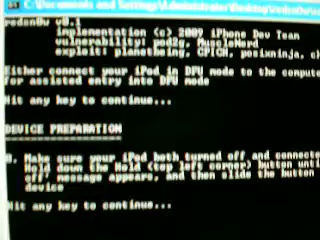 C:\Documents and Settings\Administrator\Desktop\redsn0w\
redsn0w v0.1
implementation (c) 2009 iPhone Dev Team
vulnerability: pod2g, MuscleNerd
exploit: planetbeing, CPICH, posixninja, c
Either connect your iPod in DFU mode to the compute
for assisted entry into DFU mode
Hit any key to continue...
DEVICE PREPARATION
0. Make sure your iPod both turned off and connecte
Hold down the Hold (top left corner) button unti
off' message appears, and then slide the button
device
Hit any key to continue...